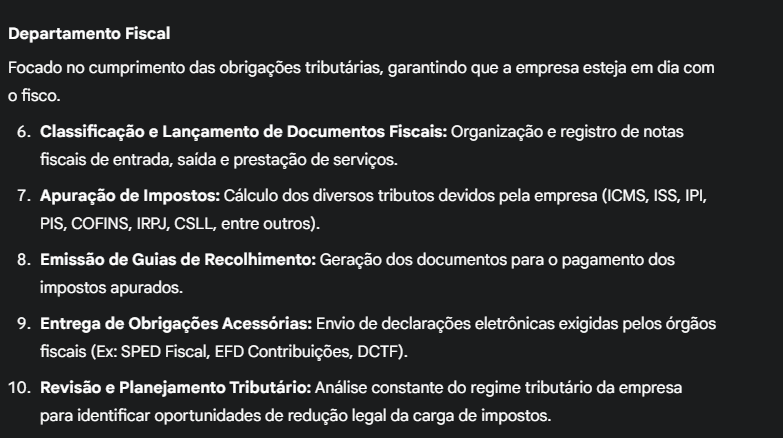 Departamento Fiscal
Focado no cumprimento das obrigações tributárias, garantindo que a empresa esteja em dia com
o fisco.
6. Classificação e Lançamento de Documentos Fiscais: Organização e registro de notas
fiscais de entrada, saída e prestação de serviços.
7. Apuração de Impostos: Cálculo dos diversos tributos devidos pela empresa (ICMS, ISS, IPI,
PIS, COFINS, IRPJ, CSLL, entre outros).
8. Emissão de Guias de Recolhimento: Geração dos documentos para o pagamento dos
impostos apurados.
9. Entrega de Obrigações Acessórias: Envio de declarações eletrônicas exigidas pelos órgãos
fiscais (Ex: SPED Fiscal, EFD Contribuições, DCTF).
10. Revisão e Planejamento Tributário: Análise constante do regime tributário da empresa
para identificar oportunidades de redução legal da carga de impostos.